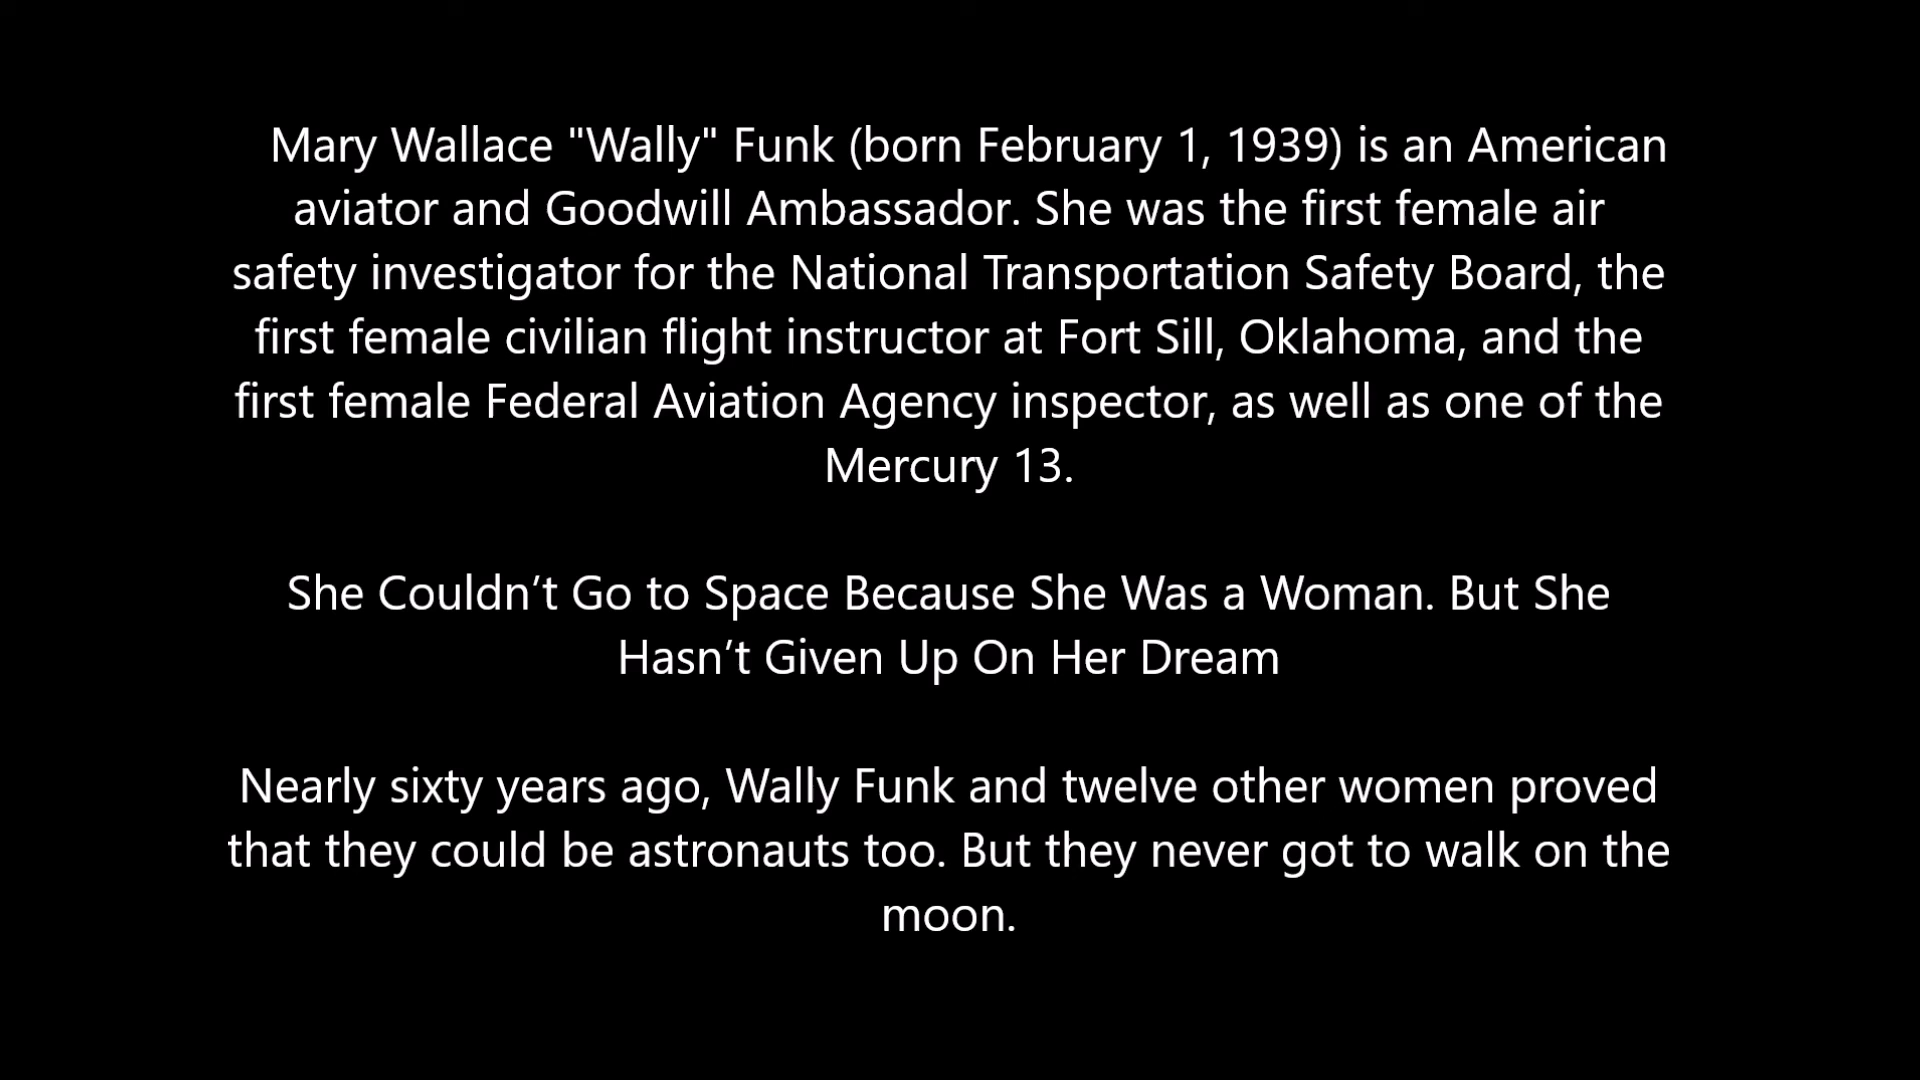 Mary Wallace "Wally" Funk (born February 1, 1939) is an American
aviator and Goodwill Ambassador. She was the first female air
safety investigator for the National Transportation Safety Board, the
first female civilian flight instructor at Fort Sill, Oklahoma, and the
first female Federal Aviation Agency inspector, as well as one of the
Mercury 13.
She Couldn’t Go to Space Because She Was a Woman. But She
Hasn’t Given Up On Her Dream
Nearly sixty years ago, Wally Funk and twelve other women proved
that they could be astronauts too. But they never got to walk on the
moon.